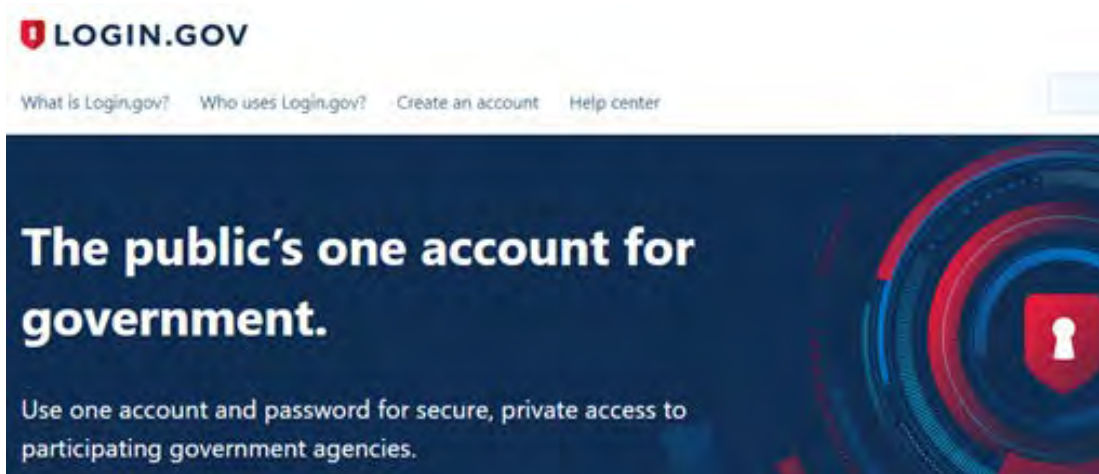 LOGIN.GOV
What is Login.gov? Who uses Login.gov? Create an account Help center
The public's one account for
government.
Use one account and password for secure, private access to
participating government agencies.